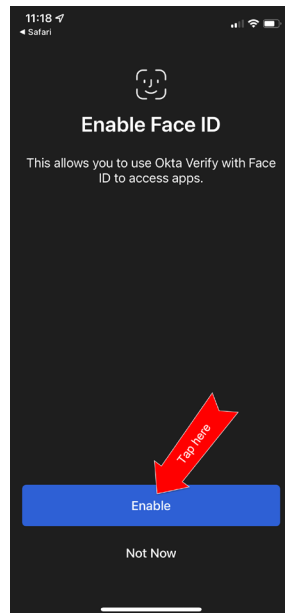 11:18
◀ Safari
Enable Face ID
This allows you to use Okta Verify with Face
ID to access apps.
Tap here
Enable
Not Now